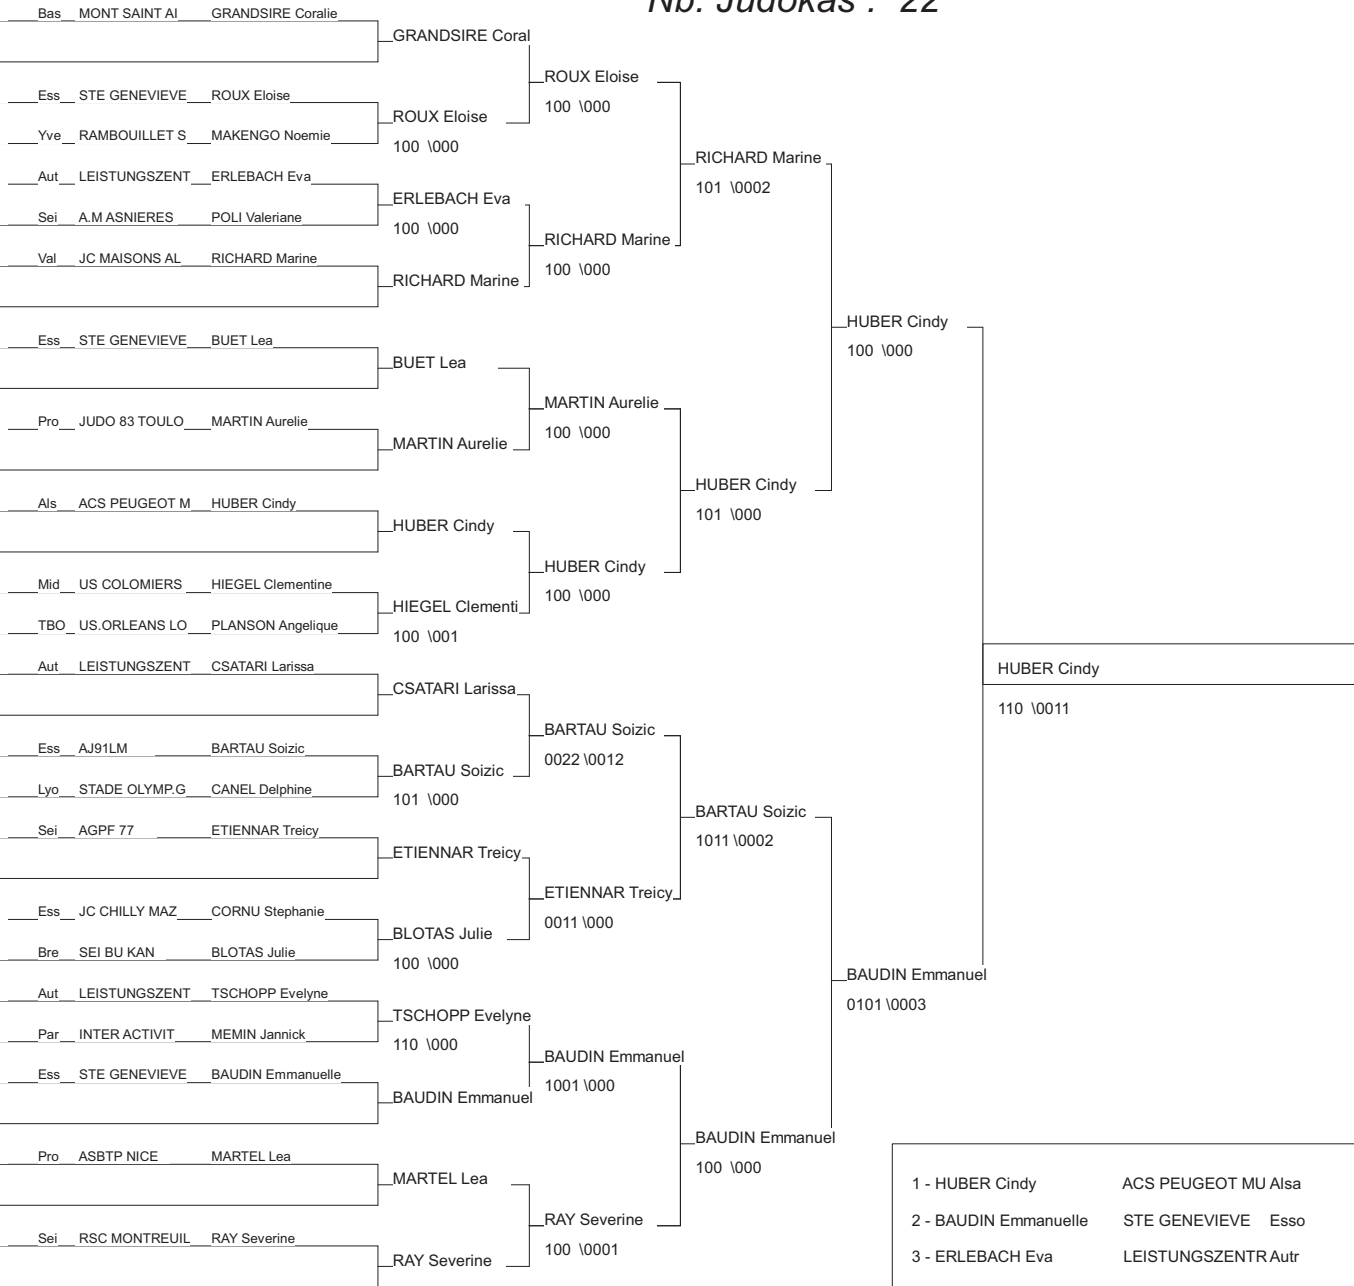 Nb. Judokas : 22
Bas MONT SAINT AI GRANDSIRE Coralie
GRANDSIRE Coral
ROUX Eloise
100 \000
Ess STE GENEVIEVE ROUX Eloise
ROUX Eloise
100 \000
Yve RAMBOUILLET S MAKENGO Noemie
RICHARD Marine
101 \0002
Aut LEISTUNGSZENT ERLEBACH Eva
ERLEBACH Eva
100 \000
Sei A.M ASNIERES POLI Valeriane
RICHARD Marine
100 \000
Val JC MAISONS AL RICHARD Marine
RICHARD Marine
HUBER Cindy
100 \000
Ess STE GENEVIEVE BUET Lea
BUET Lea
MARTIN Aurelie
100 \000
Pro JUDO 83 TOULO MARTIN Aurelie
MARTIN Aurelie
HUBER Cindy
101 \000
Als ACS PEUGEOT M HUBER Cindy
HUBER Cindy
HUBER Cindy
100 \000
Mid US COLOMIERS HIEGEL Clementine
HIEGEL Clementi
100 \001
TBO US.ORLEANS LO PLANSON Angelique
Aut LEISTUNGSZENT CSATARI Larissa
HUBER Cindy
110 \0011
CSATARI Larissa
BARTAU Soizic
0022 \0012
Ess AJ91LM BARTAU Soizic
BARTAU Soizic
101 \000
Lyo STADE OLYMP.G CANEL Delphine
BARTAU Soizic
1011 \0002
Sei AGPF 77 ETIENNAR Treicy
ETIENNAR Treicy
ETIENNAR Treicy
0011 \000
Ess JC CHILLY MAZ CORNU Stephanie
BLOTAS Julie
100 \000
Bre SEI BU KAN BLOTAS Julie
BAUDIN Emmanuel
0101 \0003
Aut LEISTUNGSZENT TSCHOPP Evelyne
TSCHOPP Evelyne
110 \000
Par INTER ACTIVIT MEMIN Jannick
BAUDIN Emmanuel
1001 \000
Ess STE GENEVIEVE BAUDIN Emmanuelle
BAUDIN Emmanuel
BAUDIN Emmanuel
100 \000
Pro ASBTP NICE MARTEL Lea
MARTEL Lea
RAY Severine
100 \0001
Sei RSC MONTREUIL RAY Severine
RAY Severine
1 - HUBER Cindy ACS PEUGEOT MU Alsa
2 - BAUDIN Emmanuelle STE GENEVIEVE Esso
3 - ERLEBACH Eva LEISTUNGSZENTR Autr